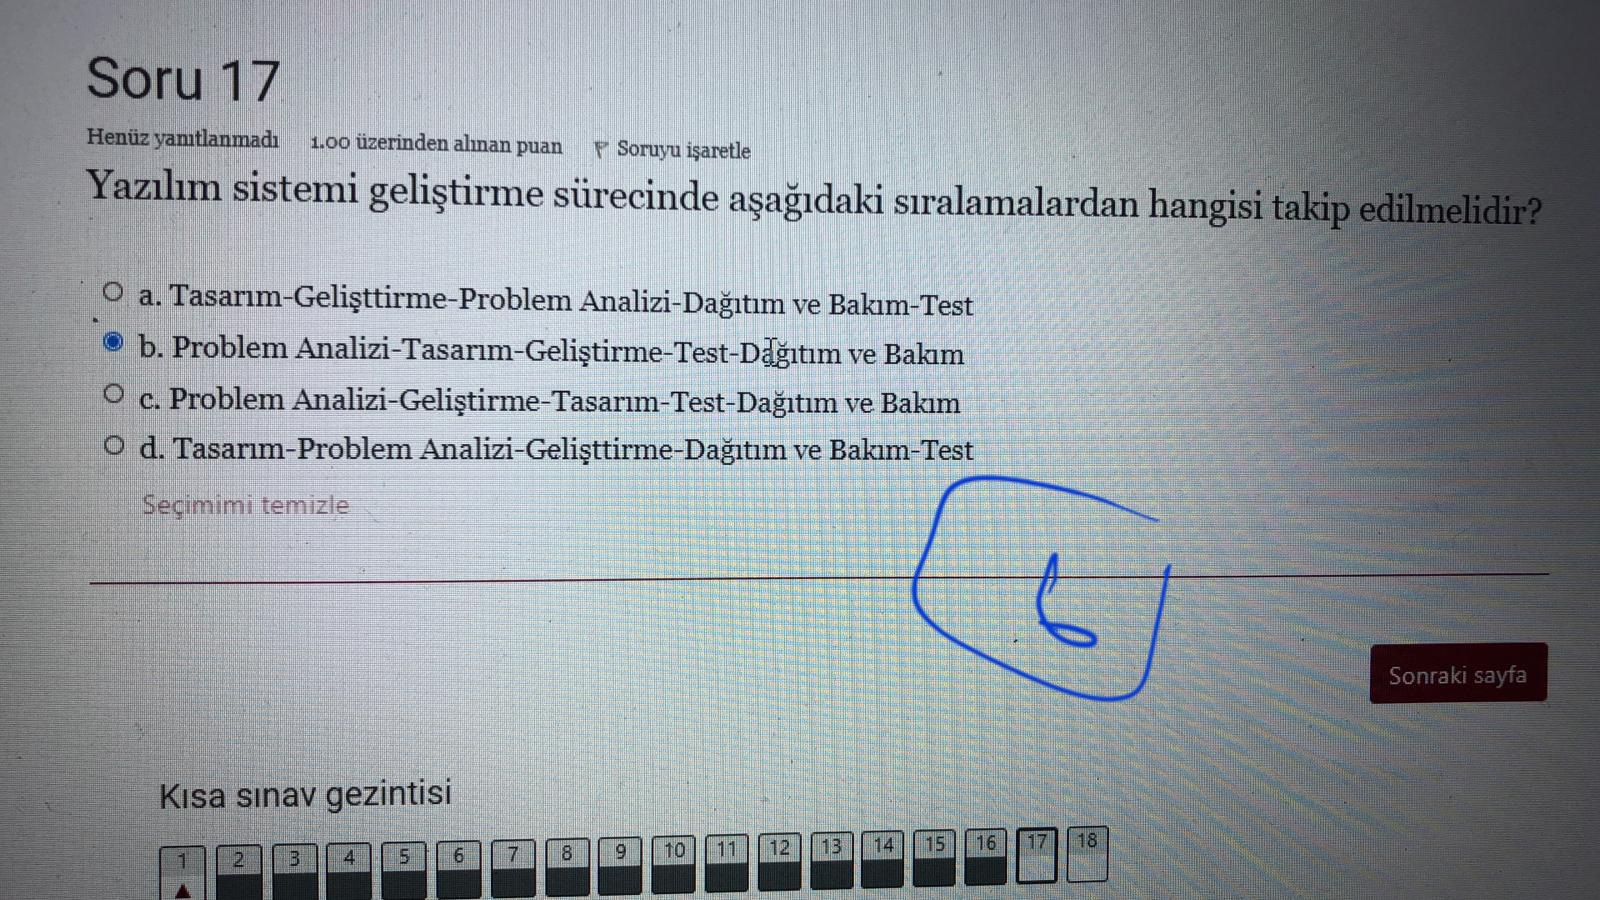 Soru 17
Henüz yanıtlanmadı 1.00 üzerinden alınan puan Soruyu işaretle
Yazılım sistemi geliştirme sürecinde aşağıdaki sıralamalardan hangisi takip edilmelidir?
a. Tasarım-Gelişttirme-Problem Analizi-Dağıtım ve Bakım-Test
b. Problem Analizi-Tasarım-Geliştirme-Test-Dağıtım ve Bakım
c. Problem Analizi-Geliştirme-Tasarım-Test-Dağıtım ve Bakım
d. Tasarım-Problem Analizi-Gelişttirme-Dağıtım ve Bakım-Test
Seçimimi temizle
b
Sonraki sayfa
Kısa sınav gezintisi
1 2 3 4 5 6 7 8 9 10 11 12 13 14 15 16 17 18